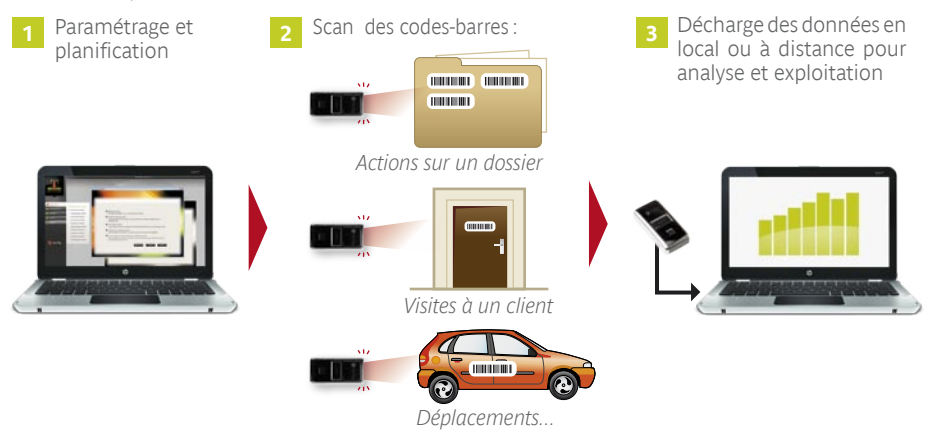 1
Paramétrage et
planification
2
Scan des codes-barres :
Actions sur un dossier
Visites à un client
Déplacements...
3
Décharge des données en
local ou à distance pour
analyse et exploitation